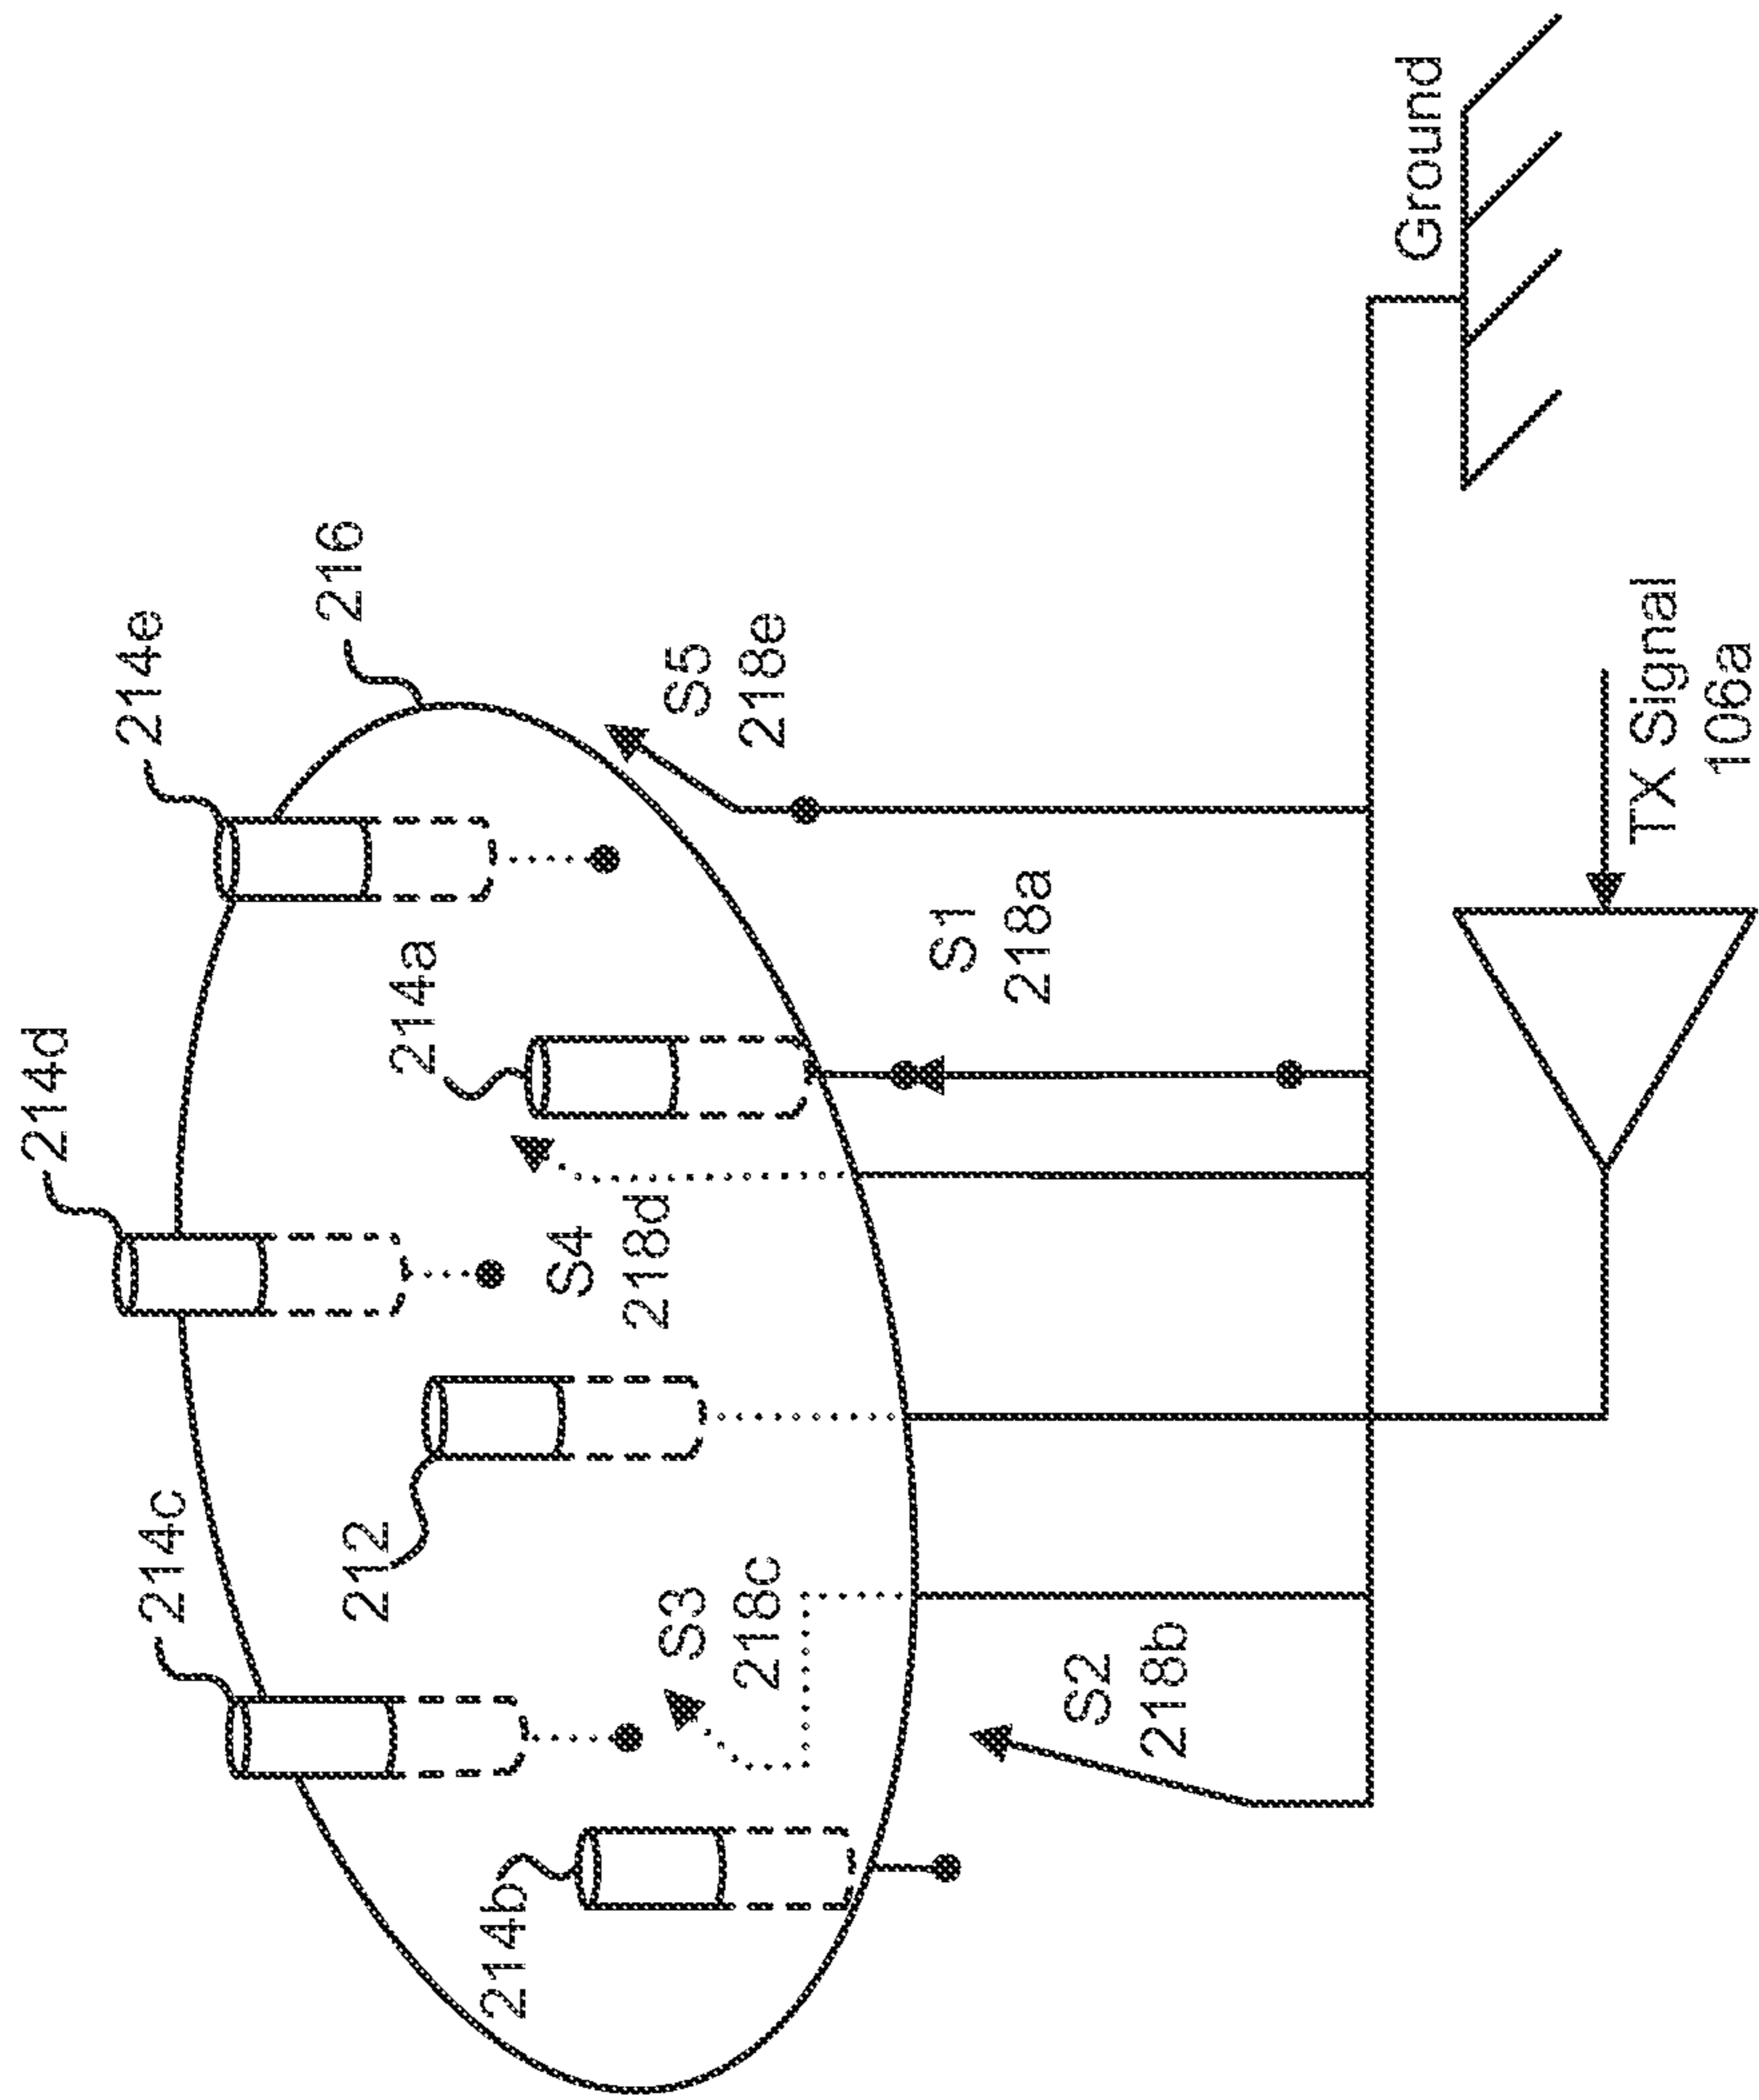 214d
214c
214e
216
212
214a
214b
S4
218d
S3
218c
S5
218e
S1
218a
S2
218b
Ground
TX Signal
106a